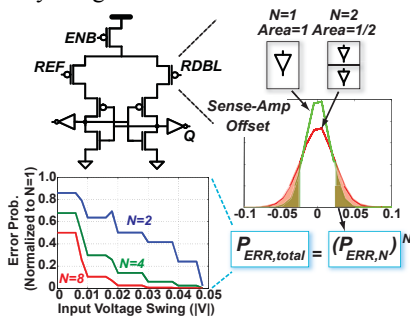 ENB
REF
RDBL
Q
N=1
Area=1
N=2
Area=1/2
Sense-Amp
Offset
-0.1 -0.05 0 0.05 0.1
Error Prob.
(Normalized to N=1)
1.0
0.8
0.6
0.4
0.2
0.0
N=2
N=4
N=8
0 0.01 0.02 0.03 0.04 0.05
Input Voltage Swing (|V|)
P_ERR,total = (P_ERR,N)^N